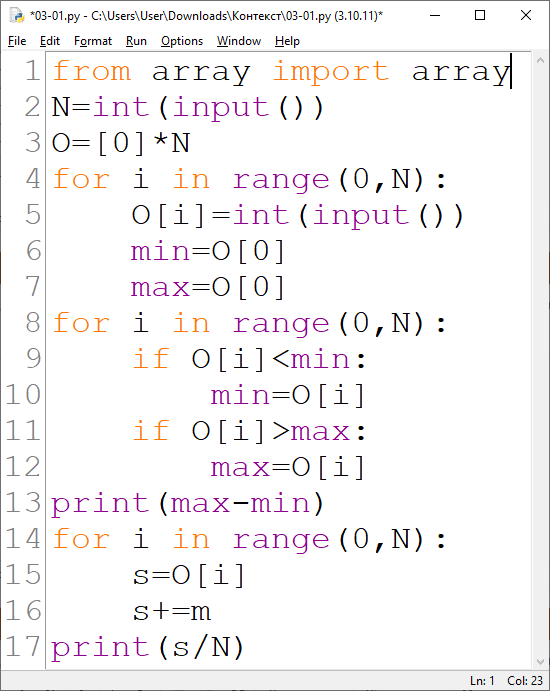 *03-01.py - C:\Users\User\Downloads\Контекст\03-01.py (3.10.11)*
File Edit Format Run Options Window Help
1 from array import array
2 N=int(input())
3 O=[0]*N
4 for i in range(0,N):
5     O[i]=int(input())
6     min=O[0]
7     max=O[0]
8 for i in range(0,N):
9     if O[i]<min:
10         min=O[i]
11     if O[i]>max:
12         max=O[i]
13 print(max-min)
14 for i in range(0,N):
15     s=O[i]
16     s+=m
17 print(s/N)
Ln: 1 Col: 23